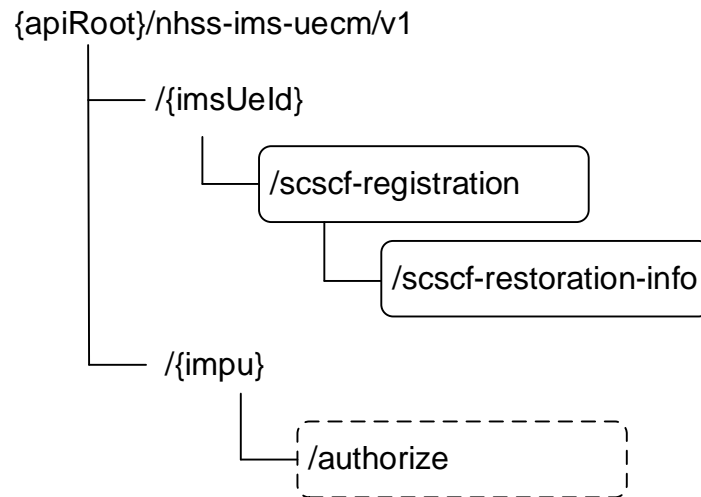 {apiRoot}/nhss-ims-uecm/v1
/{imsUeId}
/scscf-registration
/scscf-restoration-info
/{impu}
/authorize